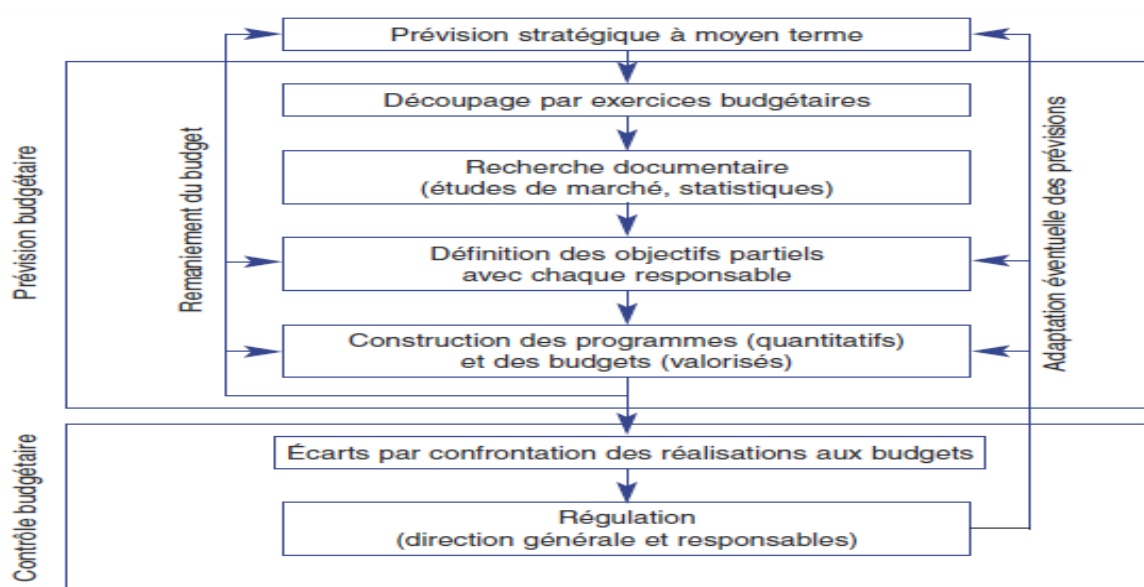 Prévision stratégique à moyen terme
Découpage par exercices budgétaires
Recherche documentaire
(études de marché, statistiques)
Définition des objectifs partiels
avec chaque responsable
Construction des programmes (quantitatifs)
et des budgets (valorisés)
Écarts par confrontation des réalisations aux budgets
Régulation
(direction générale et responsables)
Prévision budgétaire
Contrôle budgétaire
Remaniement du budget
Adaptation éventuelle des prévisions